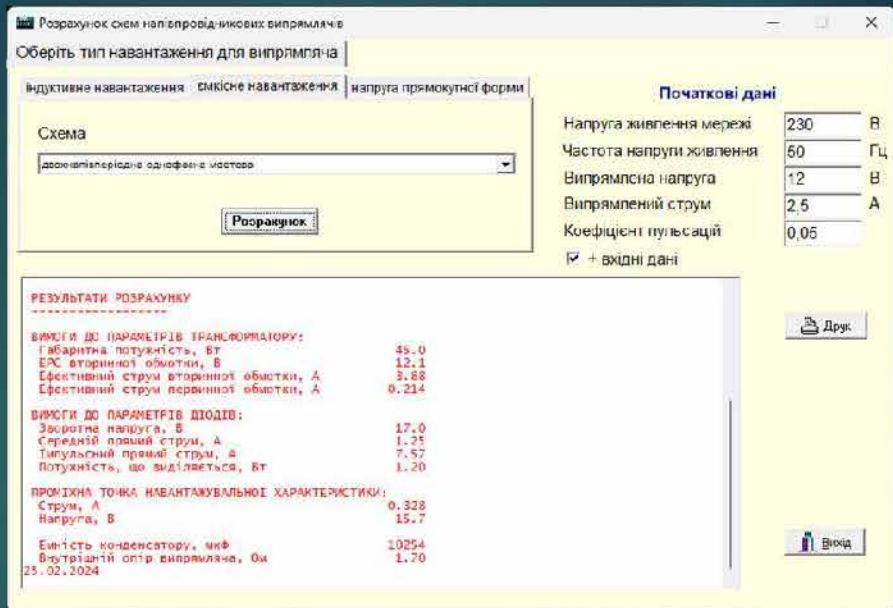 Розрахунок схем напівпровідникових випрямлячів
Оберіть тип навантаження для випрямляча
індуктивне навантаження ємкісне навантаження напруга прямокутної форми
Схема
двохнапівперіодна однофазна мостова
Розрахунок
Початкові дані
Напруга живлення мережі 230 В
Частота напруги живлення 50 Гц
Випрямлена напруга 12 В
Випрямлений струм 2,5 А
Коефіцієнт пульсацій 0,05
+ вхідні дані
РЕЗУЛЬТАТИ РОЗРАХУНКУ
------------------
ВИМОГИ ДО ПАРАМЕТРІВ ТРАНСФОРМАТОРУ:
Габаритна потужність, Вт 45.0
ЕРС вторинної обмотки, В 12.1
Ефективний струм вторинної обмотки, А 3.88
Ефективний струм первинної обмотки, А 0.214
ВИМОГИ ДО ПАРАМЕТРІВ ДІОДІВ:
Зворотна напруга, В 17.0
Середній прямий струм, А 1.25
Імпульсний прямий струм, А 7.57
Потужність, що виділяється, Вт 1.20
ПРОМІЖНА ТОЧКА НАВАНТАЖУВАЛЬНОЇ ХАРАКТЕРИСТИКИ:
Струм, А 0.328
Напруга, В 15.7
Ємність конденсатору, мкФ 10254
Внутрішній опір випрямляча, Ом 1.70
25.02.2024
Друк
Вихід